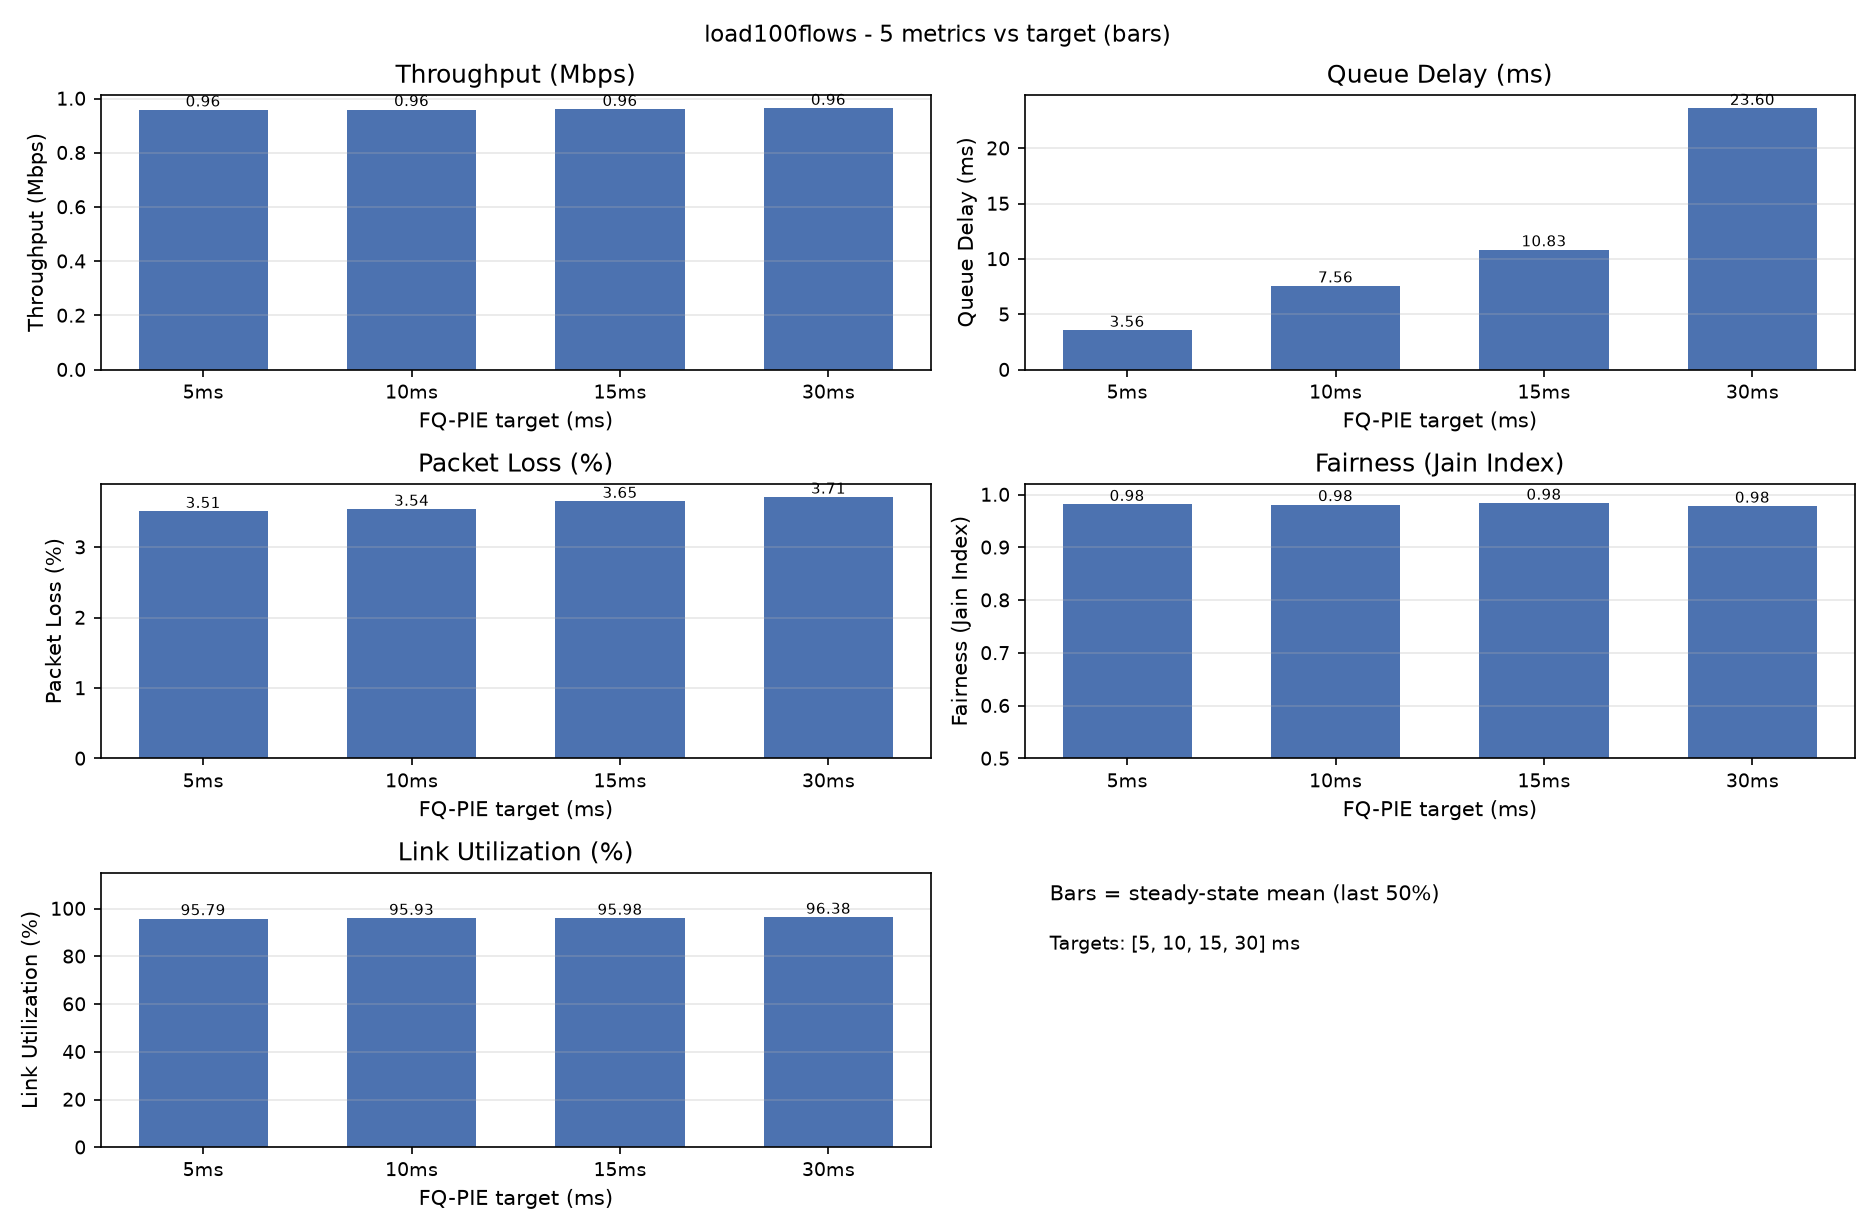 load100flows - 5 metrics vs target (bars)
Throughput (Mbps)
Throughput (Mbps)
1.0
0.8
0.6
0.4
0.2
0.0
0.96
0.96
0.96
0.96
5ms
10ms
15ms
30ms
FQ-PIE target (ms)
Queue Delay (ms)
Queue Delay (ms)
20
15
10
5
0
3.56
7.56
10.83
23.60
5ms
10ms
15ms
30ms
FQ-PIE target (ms)
Packet Loss (%)
Packet Loss (%)
3
2
1
0
3.51
3.54
3.65
3.71
5ms
10ms
15ms
30ms
FQ-PIE target (ms)
Fairness (Jain Index)
Fairness (Jain Index)
1.0
0.9
0.8
0.7
0.6
0.5
0.98
0.98
0.98
0.98
5ms
10ms
15ms
30ms
FQ-PIE target (ms)
Link Utilization (%)
Link Utilization (%)
100
80
60
40
20
0
95.79
95.93
95.98
96.38
5ms
10ms
15ms
30ms
FQ-PIE target (ms)
Bars = steady-state mean (last 50%)
Targets: [5, 10, 15, 30] ms